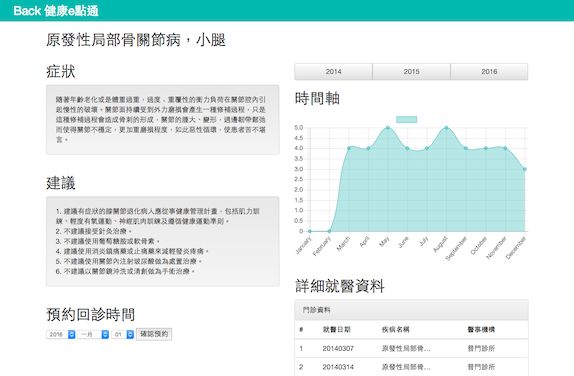 Back 健康e點通
原發性局部骨關節病，小腿
症狀
隨著年齡老化或是體重過重，過度﹑重覆性的衝力負荷在關節腔內引
起慢性的破壞。關節面持續受到外力磨損會產生一種修補過程，只是
這種修補過程會造成骨刺的形成，關節的腫大、變形，週邊韌帶鬆弛
而使得關節不穩定，更加重磨損程度，如此惡性循環，使患者苦不堪
言。
建議
1. 建議有症狀的膝關節退化病人應從事健康管理計畫，包括肌力訓
練、輕度有氧運動、神經肌肉訓練及遵循健康運動準則。
2. 不建議接受針灸治療。
3. 不建議使用葡萄糖胺或軟骨素。
4. 建議使用消炎鎮痛藥或止痛藥來減輕發炎疼痛。
5. 不建議使用關節內注射玻尿酸做為處置治療。
6. 不建議以關節鏡沖洗或清創做為手術治療。
預約回診時間
2016 一月 01 確認預約
2014 2015 2016
時間軸
5.0
4.5
4.0
3.5
3.0
2.5
2.0
1.5
1.0
0.5
0
January February March April May June July August September October November December
詳細就醫資料
門診資料
# 就醫日期 疾病名稱 醫事機構
1 20140307 原發性局部骨... 普門診所
2 20140314 原發性局部骨... 普門診所